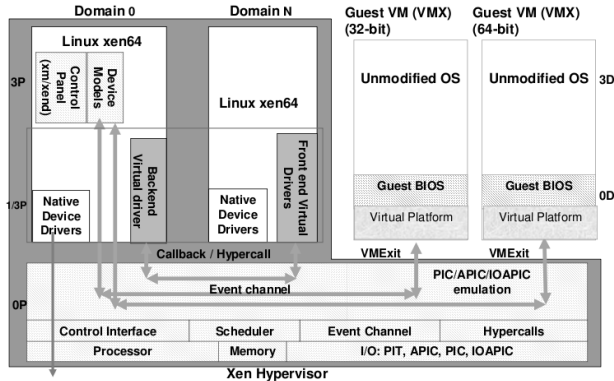 Domain 0
Domain N
Guest VM (VMX)
(32-bit)
Guest VM (VMX)
(64-bit)
Linux xen64
3P
Control
Panel
(xm/xend)
Device
Models
Linux xen64
Unmodified OS
Unmodified OS
3D
1/3P
Native
Device
Drivers
Backend
Virtual driver
Native
Device
Drivers
Front end Virtual
Drivers
Guest BIOS
Guest BIOS
0D
Virtual Platform
Virtual Platform
Callback / Hypercall
VMExit
VMExit
Event channel
PIC/APIC/IOAPIC
emulation
0P
Control Interface
Scheduler
Event Channel
Hypercalls
Processor
Memory
I/O: PIT, APIC, PIC, IOAPIC
Xen Hypervisor